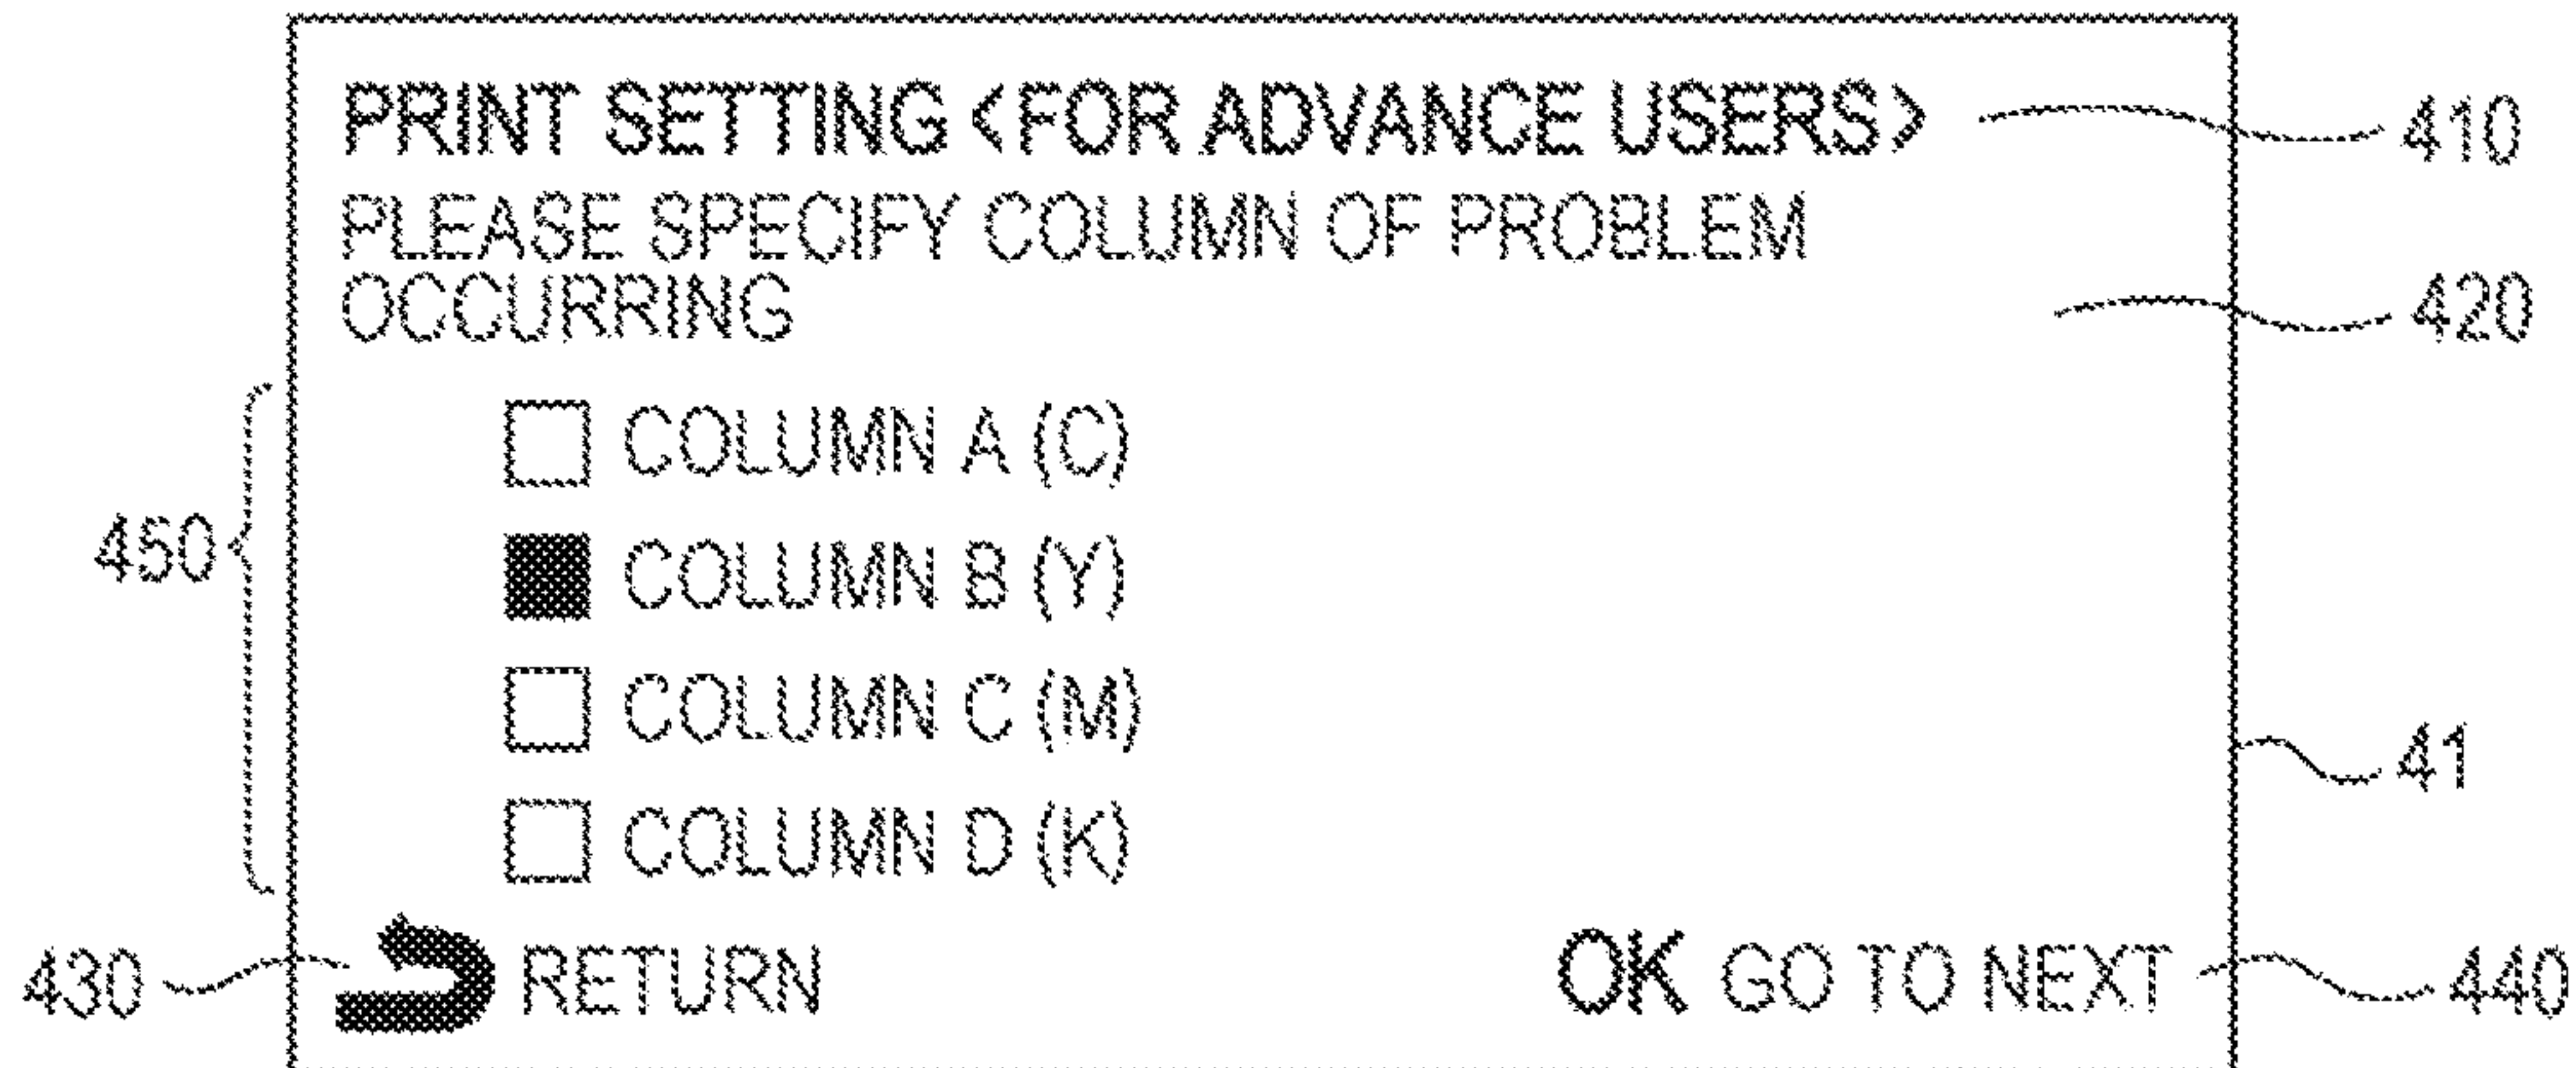 PRINT SETTING <FOR ADVANCE USERS>
410
PLEASE SPECIFY COLUMN OF PROBLEM
OCCURRING
420
COLUMN A (C)
450
COLUMN B (Y)
COLUMN C (M)
41
COLUMN D (K)
430
RETURN
OK GO TO NEXT
440